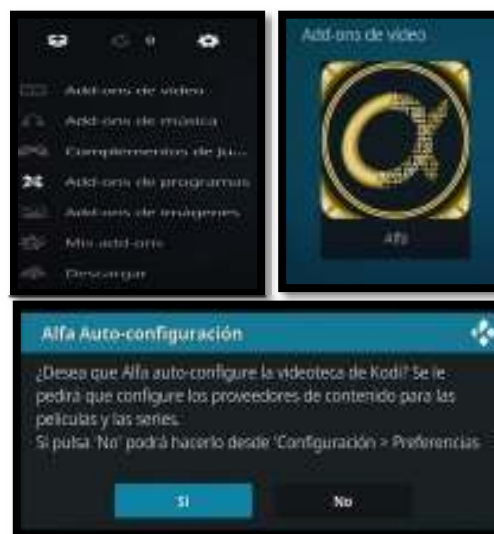 0
Add-ons de vídeo
Add-ons de música
Complementos de Ju...
Add-ons de programas
Add-ons de imágenes
Mis add-ons
Descargar
Add-ons de vídeo
Alfa
Alfa Auto-configuración
¿Desea que Alfa auto-configure la videoteca de Kodi? Se le
pedirá que configure los proveedores de contenido para las
películas y las series.
Si pulsa 'No' podrá hacerlo desde 'Configuración > Preferencias
Sí
No